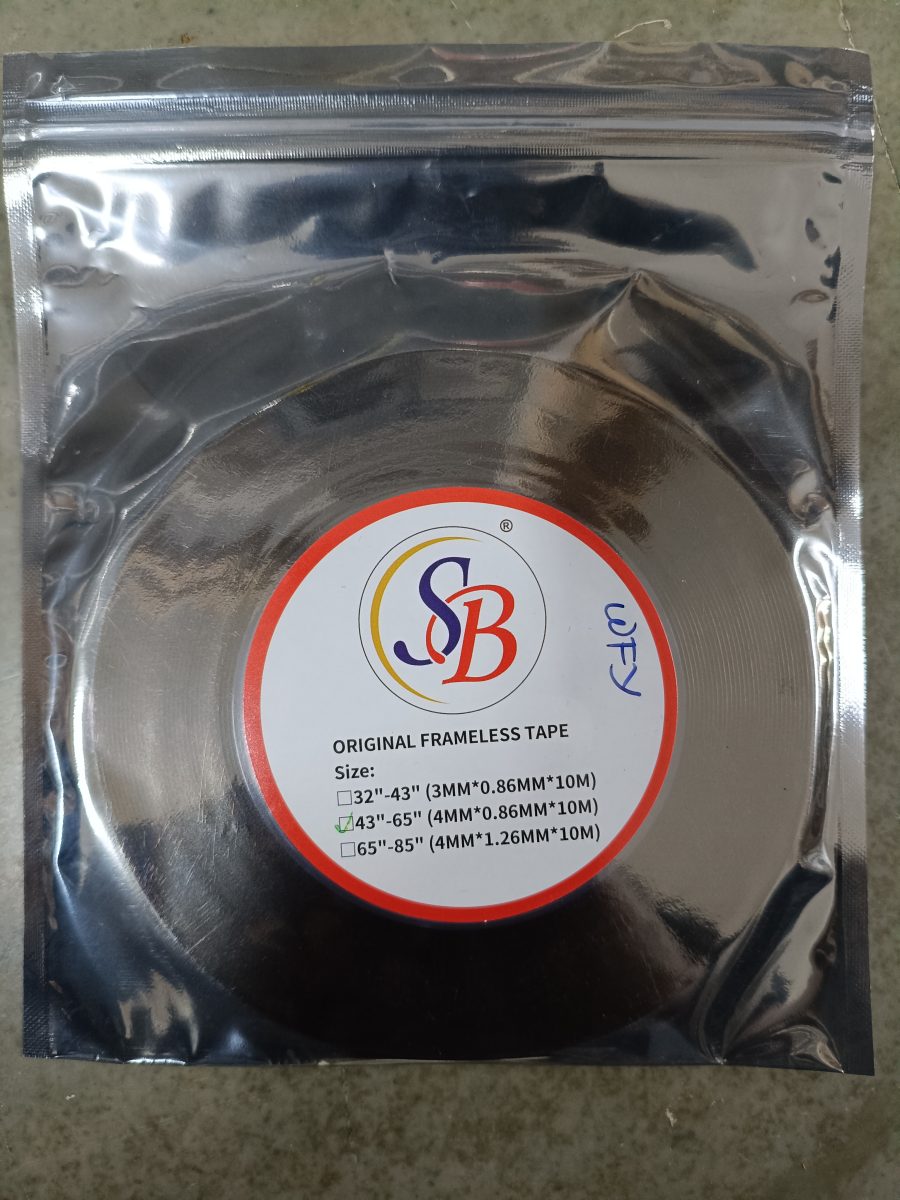 ®
SB
WFY
ORIGINAL FRAMELESS TAPE
Size:
☐32"-43" (3MM*0.86MM*10M)
☑43"-65" (4MM*0.86MM*10M)
☐65"-85" (4MM*1.26MM*10M)